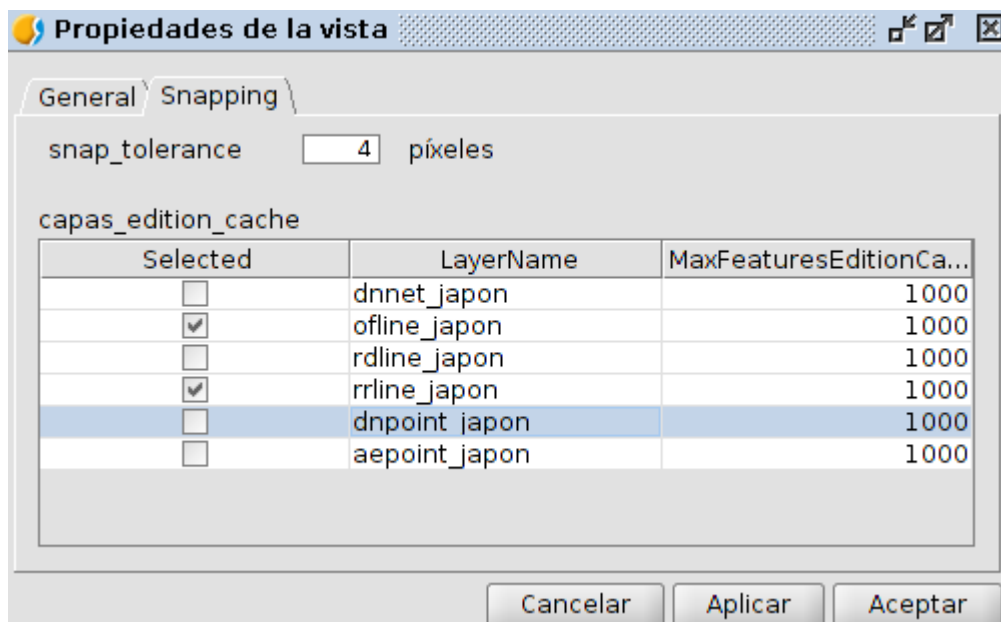 Propiedades de la vista
General Snapping
snap_tolerance 4 píxeles
capas_edition_cache
Selected LayerName MaxFeaturesEditionCa...
dnnet_japon 1000
ofline_japon 1000
rdline_japon 1000
rrline_japon 1000
dnpoint_japon 1000
aepoint_japon 1000
Cancelar Aplicar Aceptar